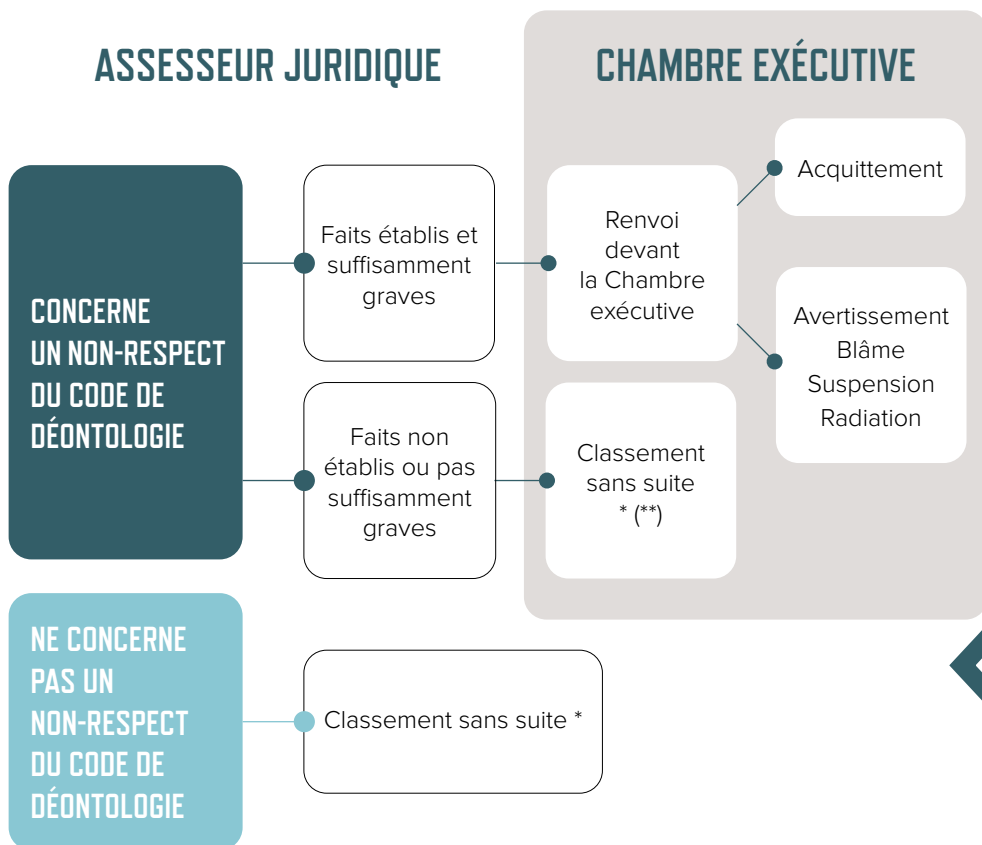 ASSESSEUR JURIDIQUE
CHAMBRE EXÉCUTIVE
CONCERNE
UN NON-RESPECT
DU CODE DE
DÉONTOLOGIE
Faits établis et
suffisamment
graves
Renvoi
devant
la Chambre
exécutive
Acquittement
Avertissement
Blâme
Suspension
Radiation
Faits non
établis ou pas
suffisamment
graves
Classement
sans suite
* (**)
NE CONCERNE
PAS UN
NON-RESPECT
DU CODE DE
DÉONTOLOGIE
Classement sans suite *